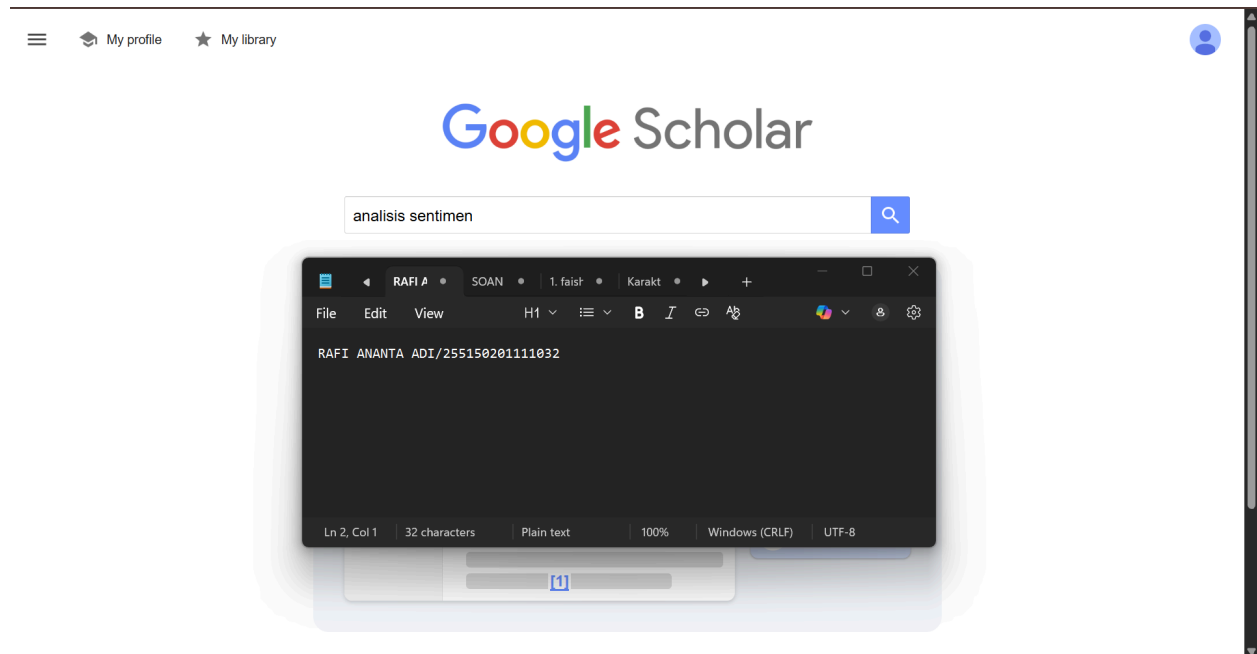 My profile
My library
Google Scholar
analisis sentimen
RAFI A
SOAN
1. faish
Karakt
File Edit View H1 B I
RAFI ANANTA ADI/255150201111032
Ln 2, Col 1 32 characters Plain text 100% Windows (CRLF) UTF-8
[1]